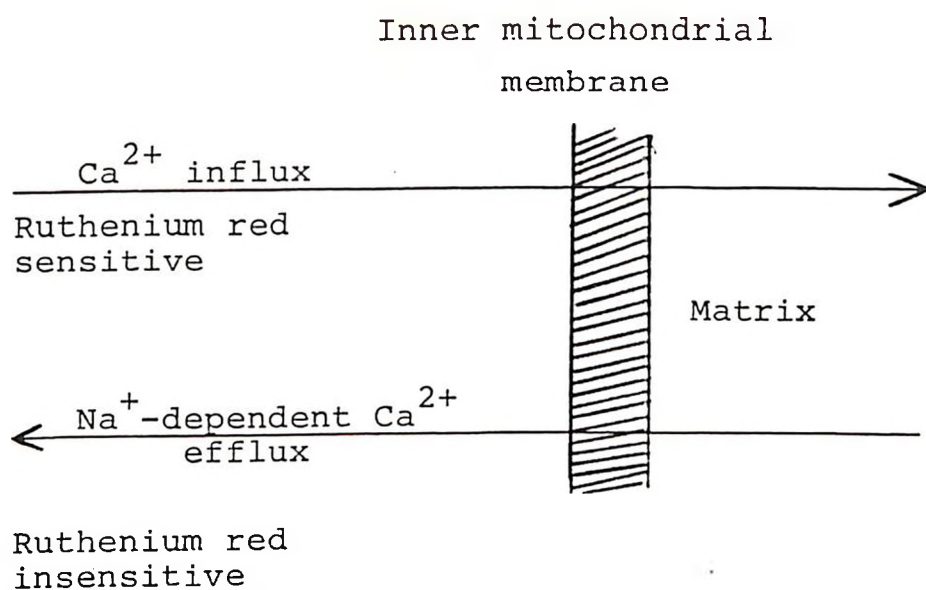 Inner mitochondrial
membrane
Ca2+ influx
Ruthenium red
sensitive
Matrix
Na+-dependent Ca2+
efflux
Ruthenium red
insensitive